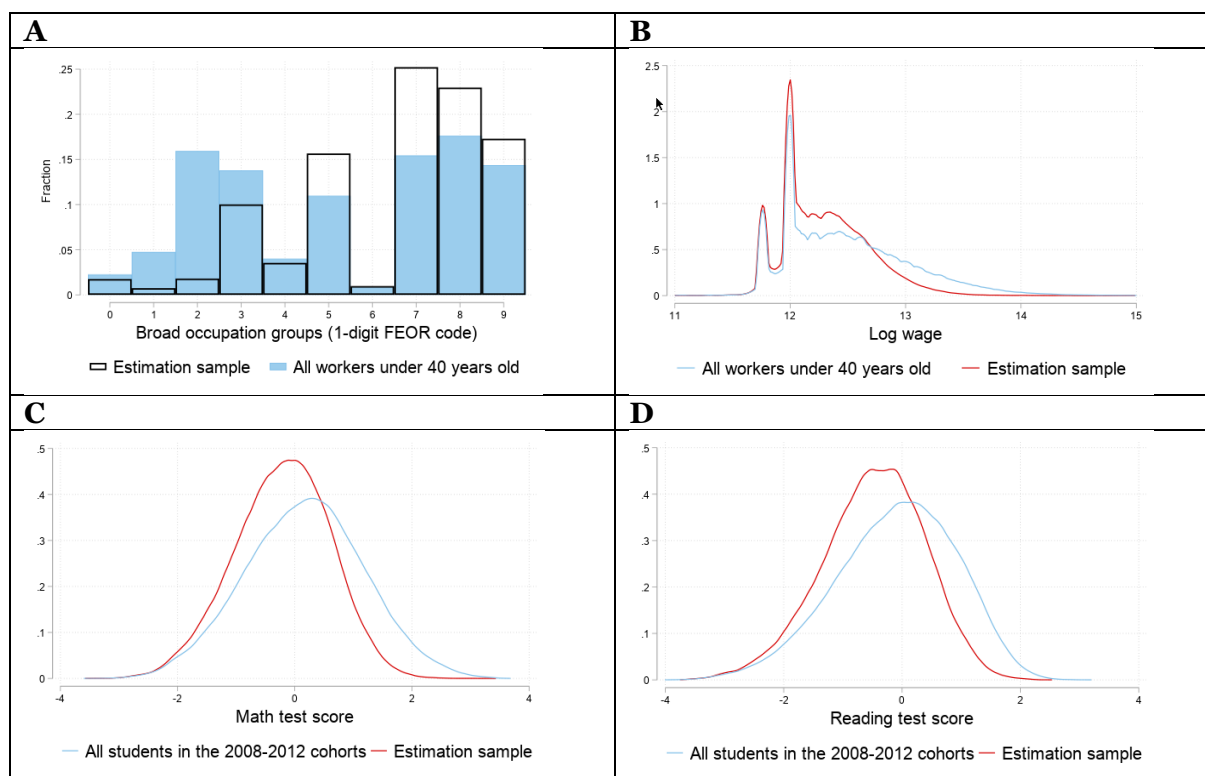 A
.25
.2
.15
.1
.05
0
Fraction
0 1 2 3 4 5 6 7 8 9
Broad occupation groups (1-digit FEOR code)
Estimation sample All workers under 40 years old
B
2.5
2
1.5
1
.5
0
11 12 13 14 15
Log wage
All workers under 40 years old Estimation sample
C
.5
.4
.3
.2
.1
0
-4 -2 0 2 4
Math test score
All students in the 2008-2012 cohorts Estimation sample
D
.5
.4
.3
.2
.1
0
-4 -2 0 2 4
Reading test score
All students in the 2008-2012 cohorts Estimation sample